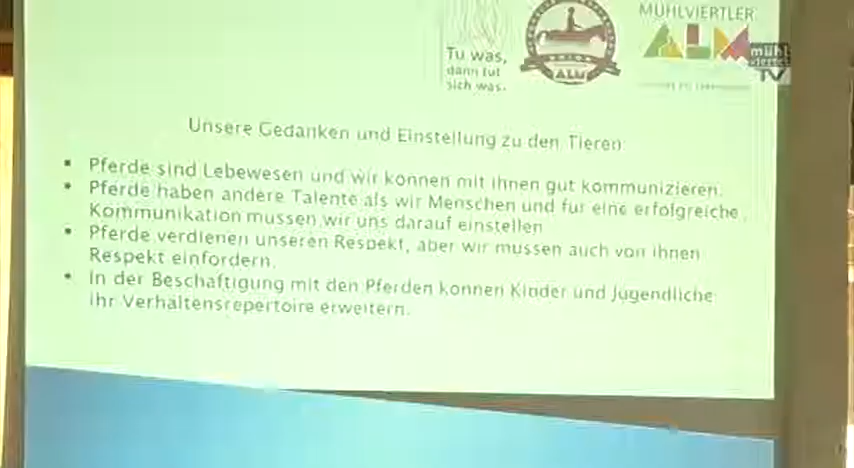 MÜHLVIERTLER
ALM
Tu was,
dann tut
sich was.
ALM
mühl
viertel
TV
Unsere Gedanken und Einstellung zu den Tieren:
▪ Pferde sind Lebewesen und wir können mit ihnen gut kommunizieren.
▪ Pferde haben andere Talente als wir Menschen und für eine erfolgreiche
Kommunikation müssen wir uns darauf einstellen
▪ Pferde verdienen unseren Respekt, aber wir müssen auch von ihnen
Respekt einfordern.
▪ In der Beschäftigung mit den Pferden können Kinder und Jugendliche
ihr Verhaltensrepertoire erweitern.